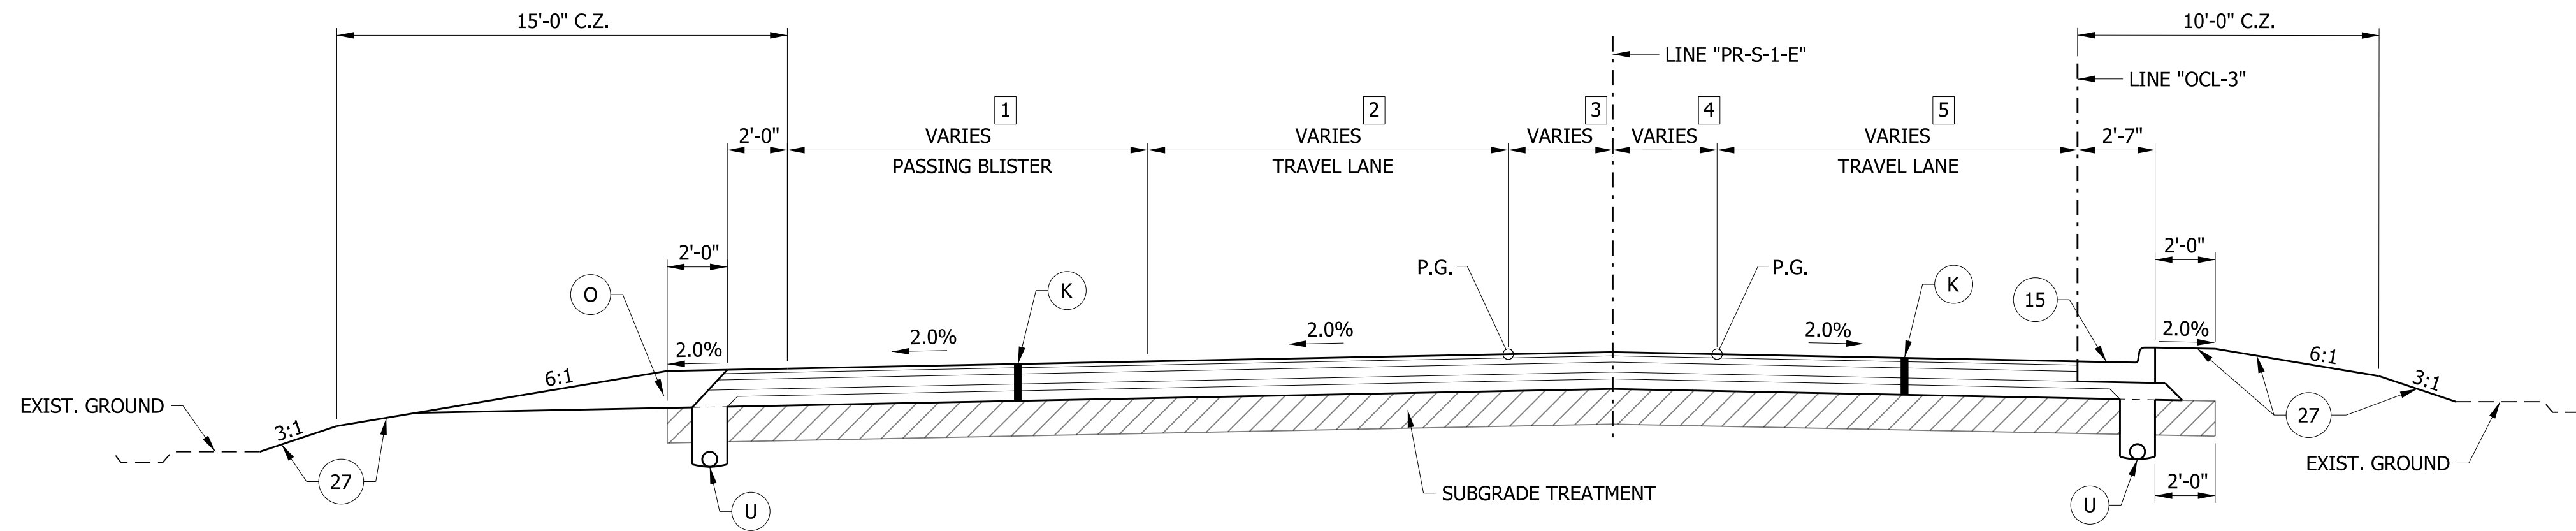 15'-0" C.Z.
10'-0" C.Z.
LINE "PR-S-1-E"
LINE "OCL-3"
1
2
3
4
5
2'-0"
VARIES
VARIES
VARIES
VARIES
VARIES
2'-7"
PASSING BLISTER
TRAVEL LANE
TRAVEL LANE
2'-0"
2'-0"
P.G.
P.G.
O
K
K
15
2.0%
2.0%
2.0%
2.0%
2.0%
6:1
6:1
3:1
EXIST. GROUND
27
3:1
EXIST. GROUND
27
2'-0"
SUBGRADE TREATMENT
U
U